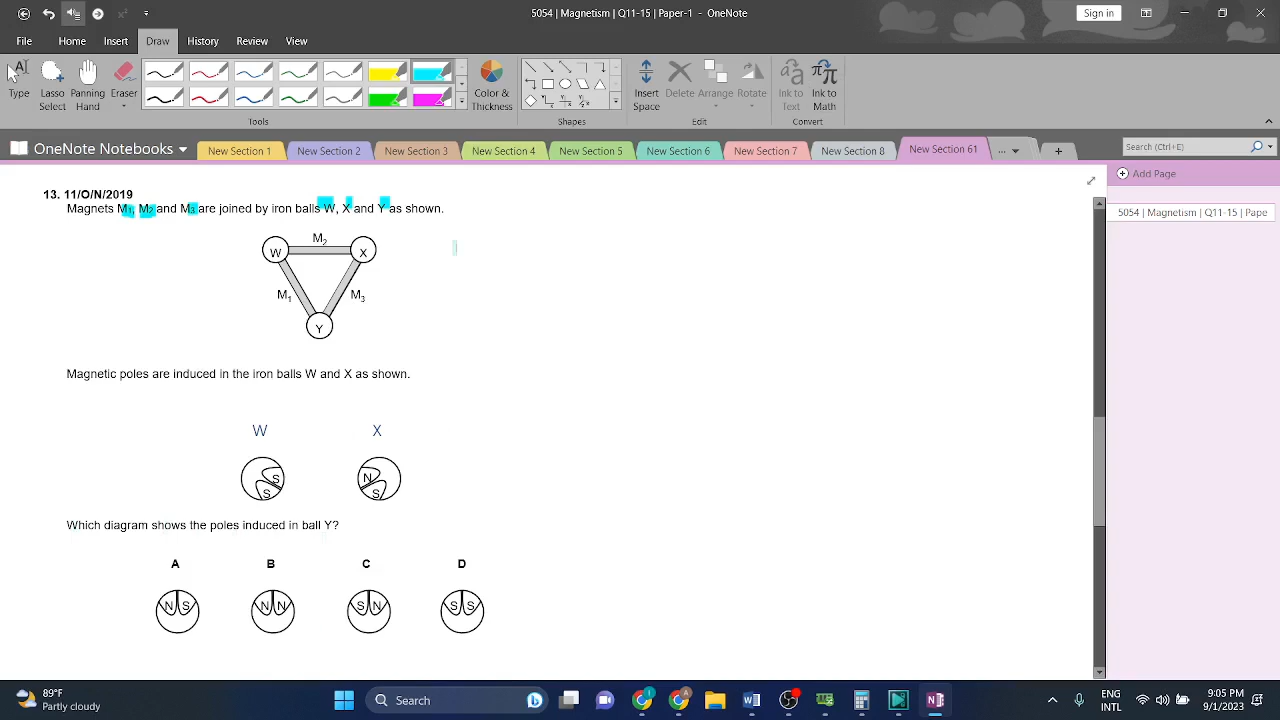 5054 | Magnetism | Q11-15 | Paper-1 - OneNote
Sign in
File Home Insert Draw History Review View
Type
Lasso
Select
Panning
Hand
Eraser
Color &
Thickness
Insert
Space
Delete
Arrange
Rotate
Ink to
Text
Ink to
Math
Tools
Shapes
Edit
Convert
OneNote Notebooks
New Section 1
New Section 2
New Section 3
New Section 4
New Section 5
New Section 6
New Section 7
New Section 8
New Section 61
...
Search (Ctrl+E)
Add Page
5054 | Magnetism | Q11-15 | Pape
13. 11/O/N/2019
Magnets M1, M2 and M3 are joined by iron balls W, X and Y as shown.
M2
W X
M1 M3
Y
Magnetic poles are induced in the iron balls W and X as shown.
W X
S N
S S
Which diagram shows the poles induced in ball Y?
A B C D
N S N N S N S S
89°F
Partly cloudy
Search
ENG
INTL
9:05 PM
9/1/2023